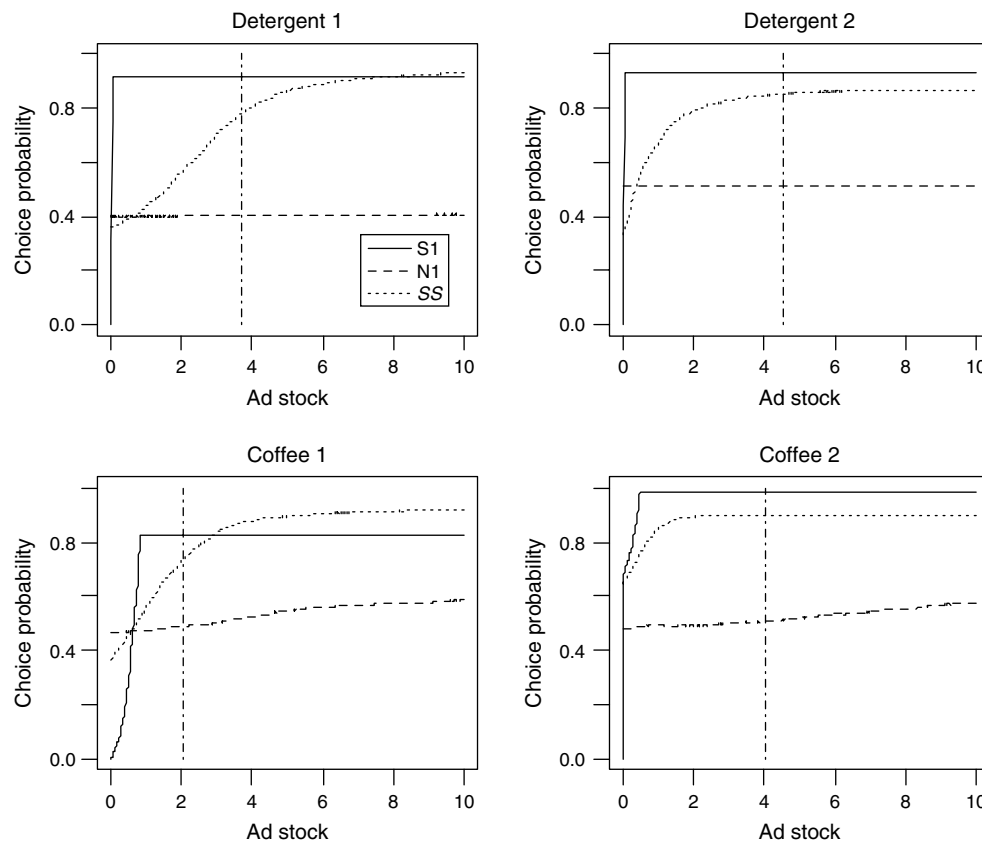 Detergent 1
Choice probability
0.8
0.4
0.0
S1
N1
SS
0 2 4 6 8 10
Ad stock
Detergent 2
Choice probability
0.8
0.4
0.0
0 2 4 6 8 10
Ad stock
Coffee 1
Choice probability
0.8
0.4
0.0
0 2 4 6 8 10
Ad stock
Coffee 2
Choice probability
0.8
0.4
0.0
0 2 4 6 8 10
Ad stock